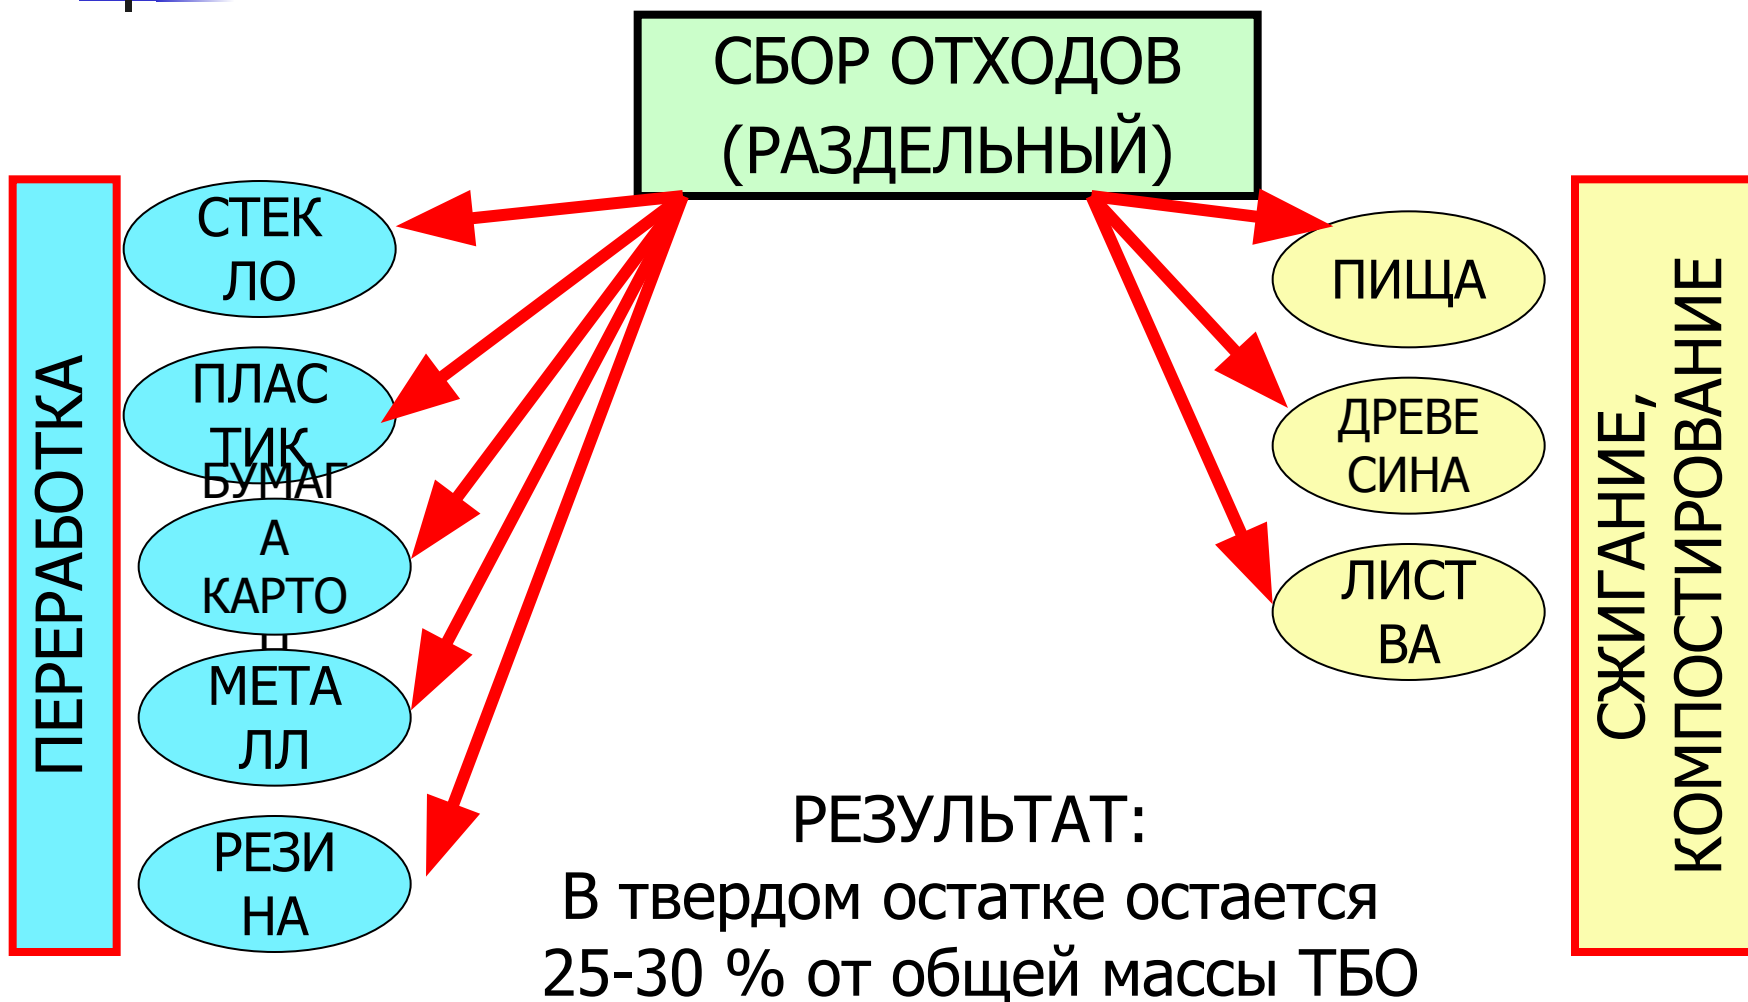 СБОР ОТХОДОВ
(РАЗДЕЛЬНЫЙ)
ПЕРЕРАБОТКА
СТЕК
ЛО
ПЛАС
ТИК
БУМАГ
А
КАРТО
Н
МЕТА
ЛЛ
РЕЗИ
НА
ПИЩА
ДРЕВЕ
СИНА
ЛИСТ
ВА
СЖИГАНИЕ,
КОМПОСТИРОВАНИЕ
РЕЗУЛЬТАТ:
В твердом остатке остается
25-30 % от общей массы ТБО